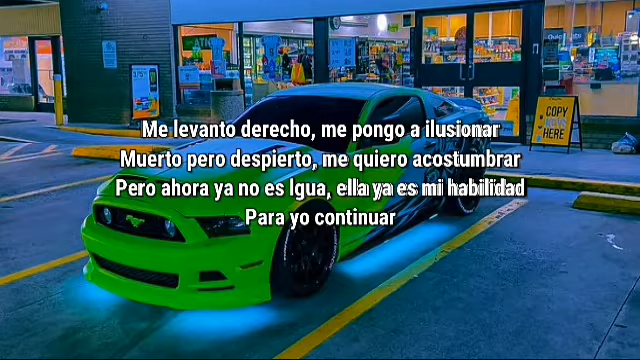 Me levanto derecho, me pongo a ilusionar
Muerto pero despierto, me quiero acostumbrar
Pero ahora ya no es Igua, ella ya es mi habilidad
Para yo continuar
COPY
KEYS
HERE